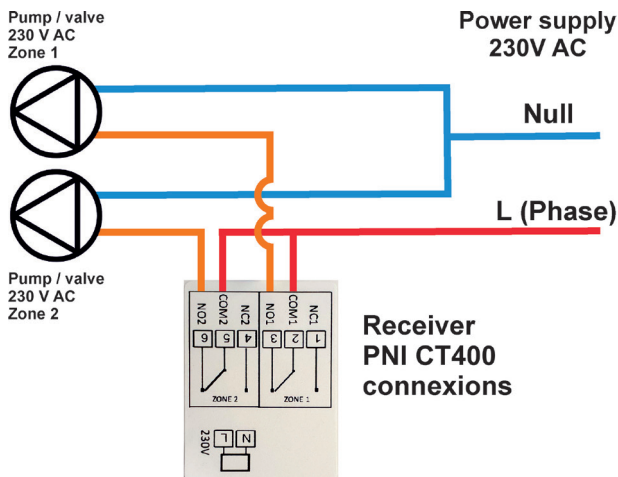 Pump / valve
230 V AC
Zone 1
Power supply
230V AC
Null
L (Phase)
Pump / valve
230 V AC
Zone 2
NO2
COM2
NC2
NO1
COM1
NC1
6
5
4
3
2
1
ZONE 2
ZONE 1
230V
L
N
Receiver
PNI CT400
connexions